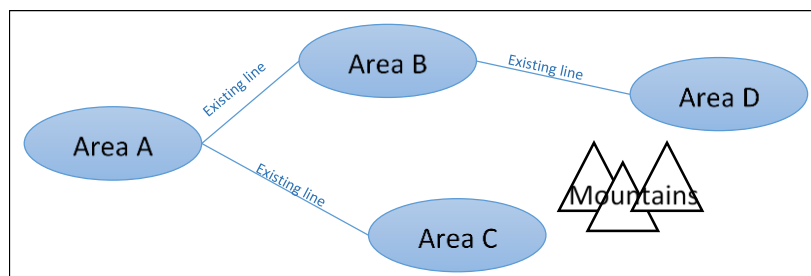 Area B
Existing line
Existing line
Area D
Area A
Existing line
Mountains
Area C